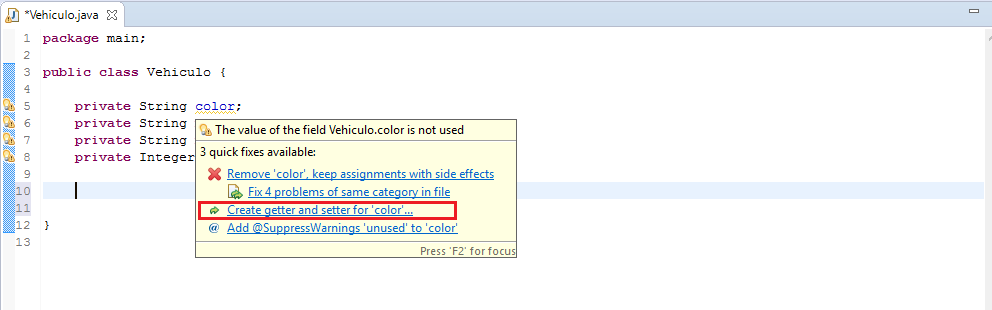 *Vehiculo.java
1 package main;
2
3 public class Vehiculo {
5 private String color;
6 private String
7 private String
8 private Integer
10
11
12 }
13
The value of the field Vehiculo.color is not used
3 quick fixes available:
Remove 'color', keep assignments with side effects
Fix 4 problems of same category in file
Create getter and setter for 'color'...
@ Add @SuppressWarnings 'unused' to 'color'
Press 'F2' for focus